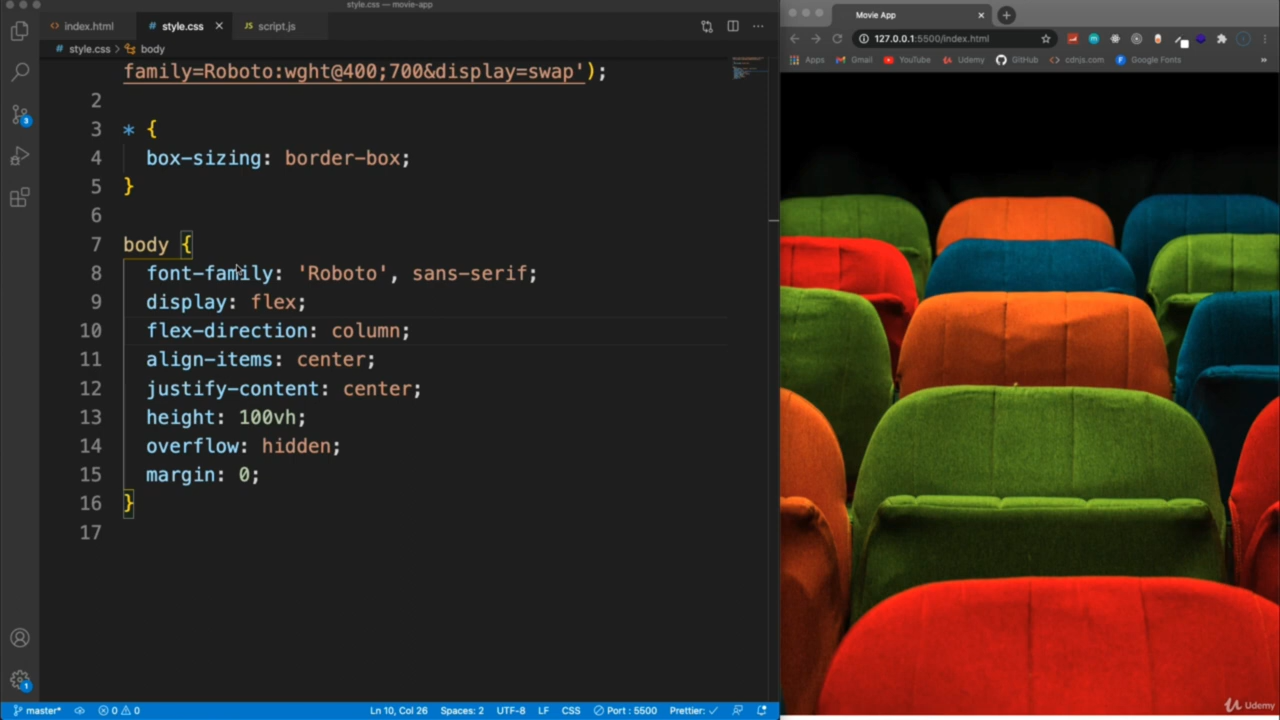 style.css — movie-app
index.html
style.css
script.js
style.css > body
family=Roboto:wght@400;700&display=swap');
2
3 * {
4 box-sizing: border-box;
5 }
6
7 body {
8 font-family: 'Roboto', sans-serif;
9 display: flex;
10 flex-direction: column;
11 align-items: center;
12 justify-content: center;
13 height: 100vh;
14 overflow: hidden;
15 margin: 0;
16 }
17
3
1
master* 0 0 Ln 10, Col 26 Spaces: 2 UTF-8 LF CSS Port : 5500 Prettier: ✓
Movie App
127.0.0.1:5500/index.html
Apps Gmail YouTube Udemy GitHub cdnjs.com Google Fonts »
Udemy